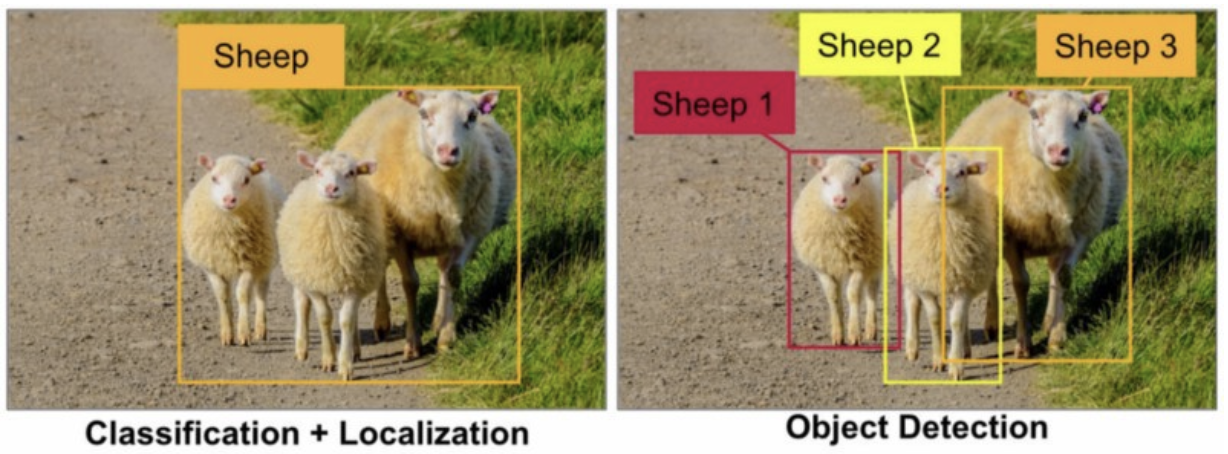 Sheep
Sheep 1
Sheep 2
Sheep 3
Classification + Localization
Object Detection